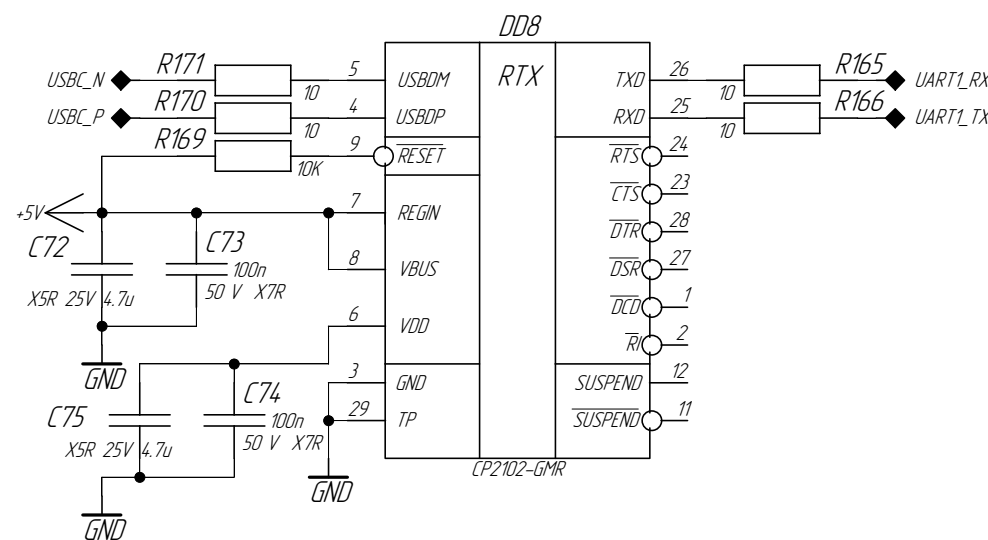 DD8
USBC_N
R171
10
5
USBDM
RTX
TXD
26
10
R165
UART1_RX
USBC_P
R170
10
4
USBDP
RXD
25
10
R166
UART1_TX
R169
10K
9
RESET
RTS
24
CTS
23
+5V
7
REGIN
DTR
28
C72
X5R 25V 4.7u
C73
100n
50 V X7R
8
VBUS
DSR
27
DCD
1
6
VDD
RI
2
GND
3
GND
SUSPEND
12
C75
X5R 25V 4.7u
C74
100n
50 V X7R
29
TP
SUSPEND
11
CP2102-GMR
GND
GND